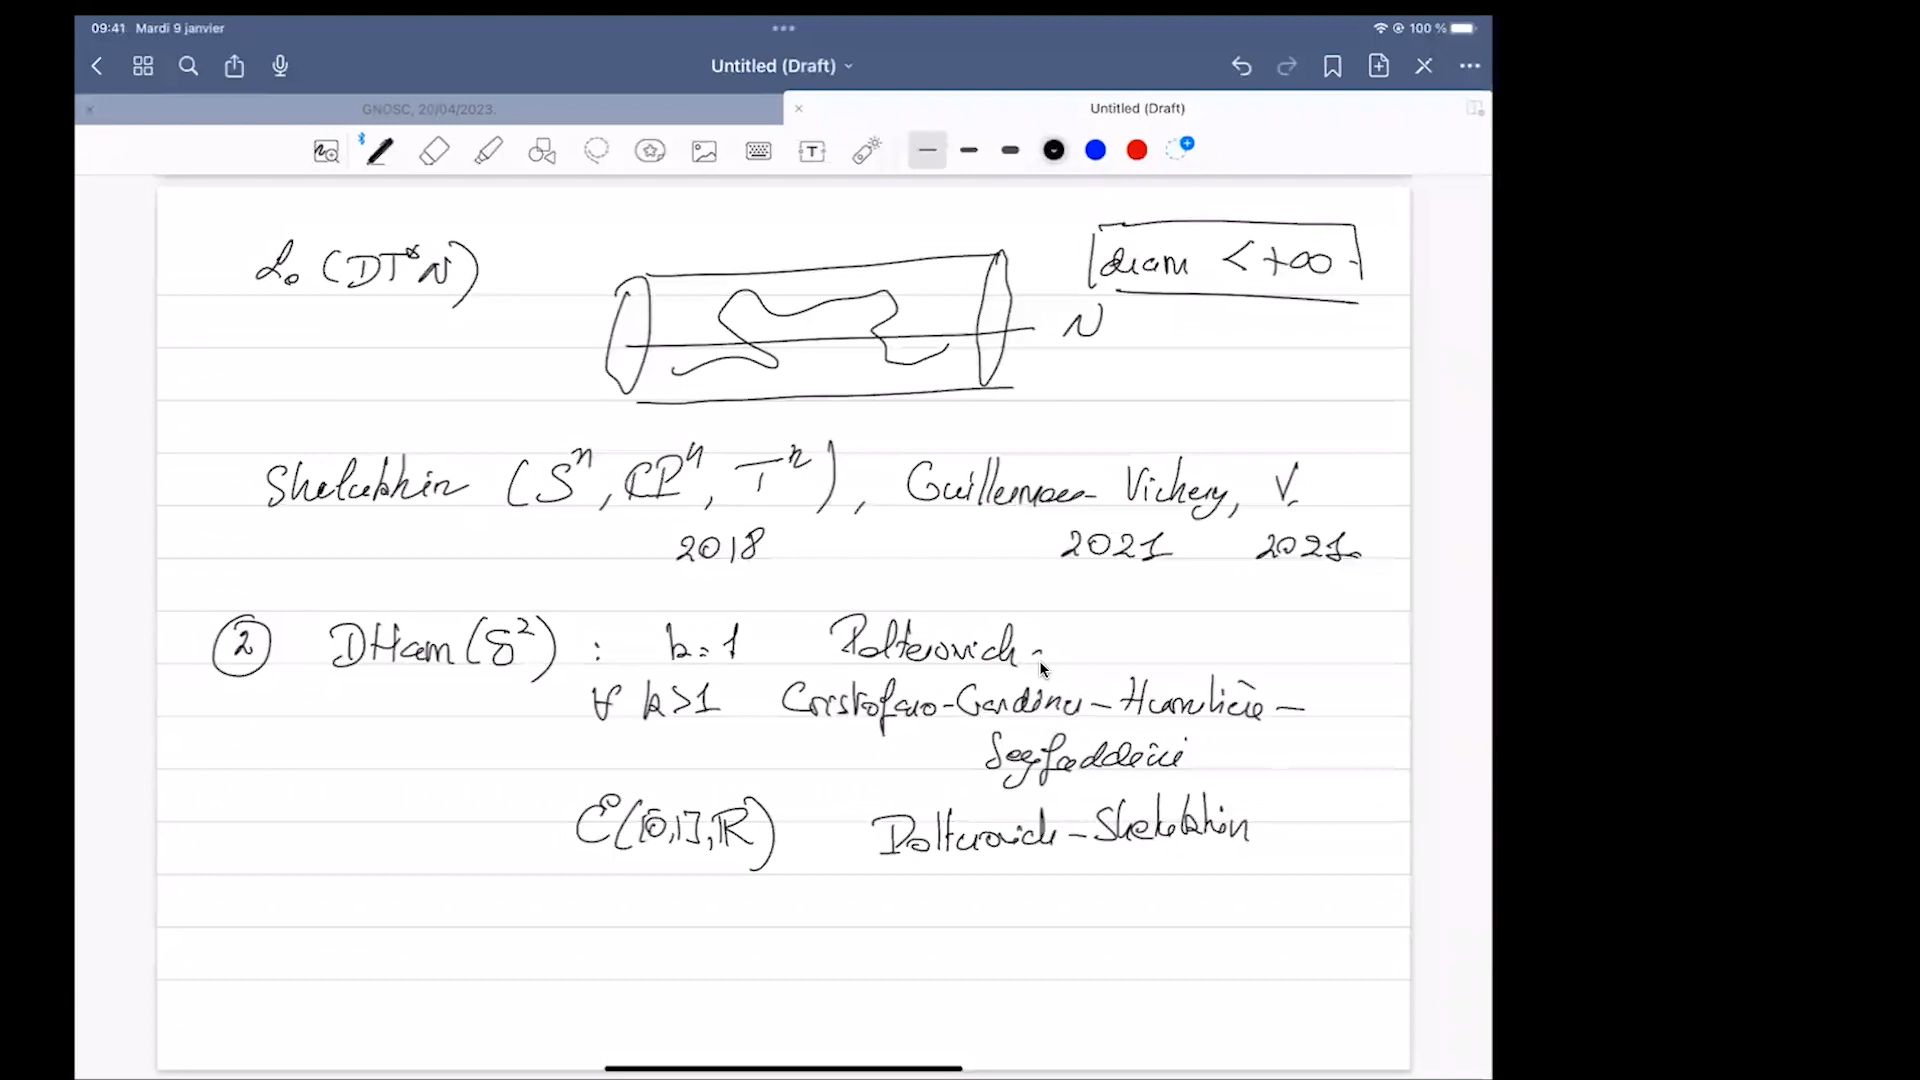 09:41 Mardi 9 janvier
100 %
Untitled (Draft)
GNOSC, 20/04/2023.
Untitled (Draft)
L₀ (DT*N)
diam < +∞
N
Shelukhin (Sⁿ, CPⁿ, Tⁿ), Guillermou-Vichery, V.
2018 2021 2021.
② DHam(S²) : k=1 Polterovich-
∀ k>1 Cristofaro-Gardiner-Humilière-
Seyfaddini
C⁰([0,1],R) Polterovich-Shelukhin